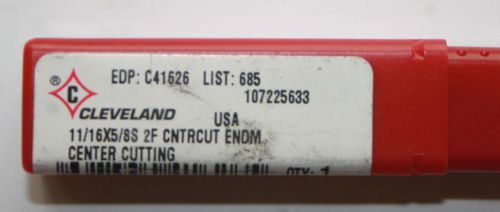 EDP: C41626 LIST: 685
107225633
® C
CLEVELAND USA
11/16X5/8S 2F CNTRCUT ENDM
CENTER CUTTING
QTY: 1